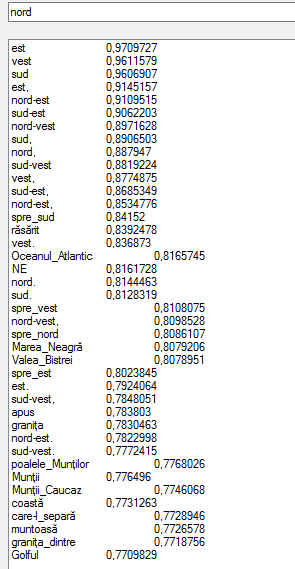 nord
est 0,9709727
vest 0,9611579
sud 0,9606907
est, 0,9145157
nord-est 0,9109515
sud-est 0,9062203
nord-vest 0,8971628
sud, 0,8906503
nord, 0,887947
sud-vest 0,8819224
vest, 0,8774875
sud-est, 0,8685349
nord-est, 0,8534776
spre_sud 0,84152
răsărit 0,8392478
vest. 0,836873
Oceanul_Atlantic 0,8165745
NE 0,8161728
nord. 0,8144463
sud. 0,8128319
spre_vest 0,8108075
nord-vest, 0,8098528
spre_nord 0,8086107
Marea_Neagră 0,8079206
Valea_Bistrei 0,8078951
spre_est 0,8023845
est. 0,7924064
sud-vest, 0,7848051
apus 0,783803
granița 0,7830463
nord-est. 0,7822998
sud-vest. 0,7772415
poalele_Munților 0,7768026
Munții 0,776496
Munții_Caucaz 0,7746068
coastă 0,7731263
care-l_separă 0,7728946
muntoasă 0,7726578
granița_dintre 0,7718756
Golful 0,7709829